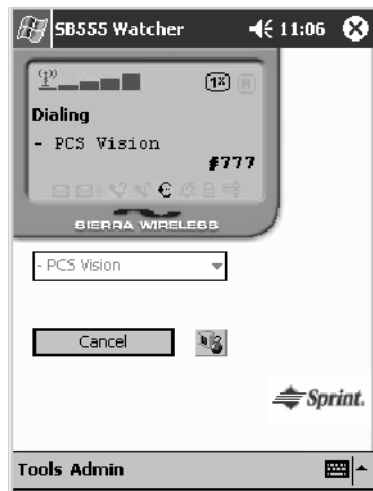 SB555 Watcher 11:06
1X R
Dialing
- PCS Vision
#777
SIERRA WIRELESS
- PCS Vision
Cancel
Sprint.
Tools Admin